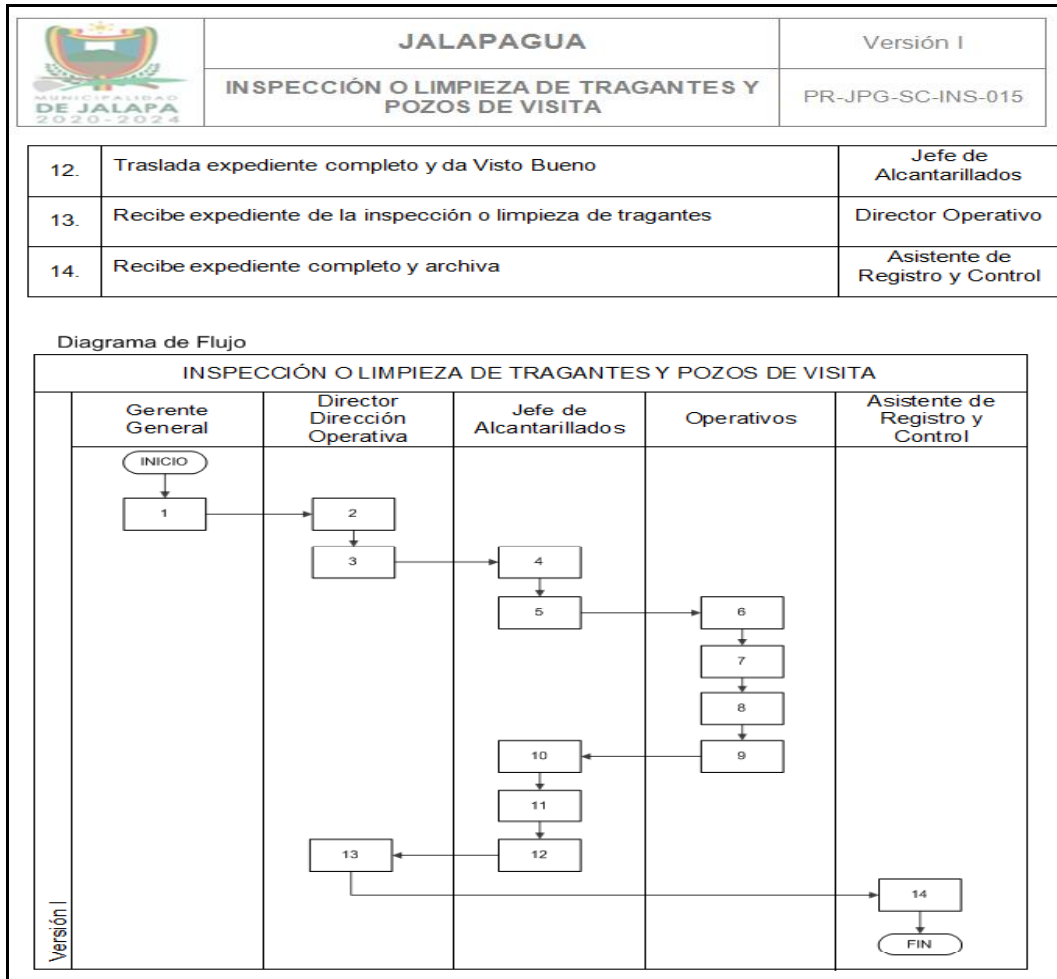 JALAPAGUA
Versión I
INSPECCIÓN O LIMPIEZA DE TRAGANTES Y
POZOS DE VISITA
PR-JPG-SC-INS-015
MUNICIPALIDAD
DE JALAPA
2020-2024
12.
Traslada expediente completo y da Visto Bueno
Jefe de
Alcantarillados
13.
Recibe expediente de la inspección o limpieza de tragantes
Director Operativo
14.
Recibe expediente completo y archiva
Asistente de
Registro y Control
Diagrama de Flujo
INSPECCIÓN O LIMPIEZA DE TRAGANTES Y POZOS DE VISITA
Gerente
General
Director
Dirección
Operativa
Jefe de
Alcantarillados
Operativos
Asistente de
Registro y
Control
INICIO
1
2
3
4
5
6
7
8
9
10
11
12
13
14
FIN
Versión I